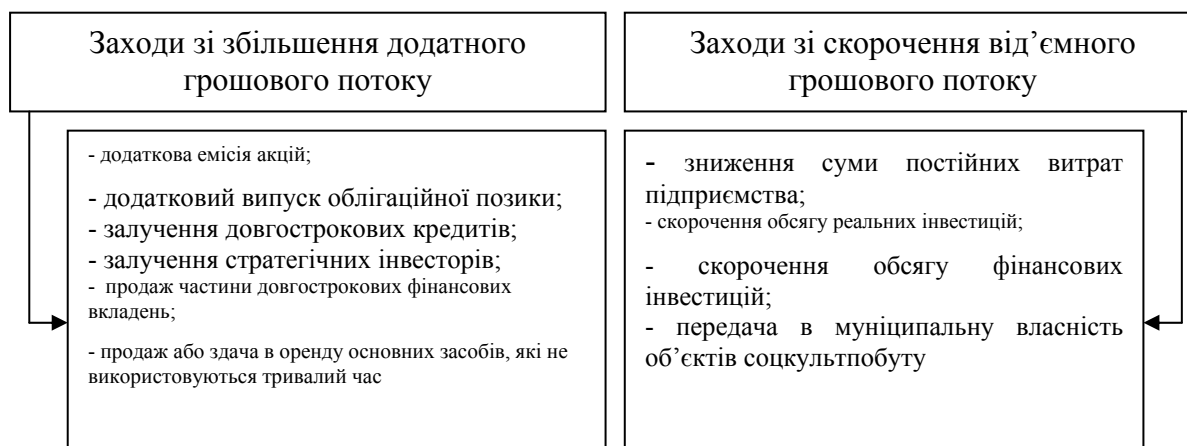 Заходи зі збільшення додатного
грошового потоку
- додаткова емісія акцій;
- додатковий випуск облігаційної позики;
- залучення довгострокових кредитів;
- залучення стратегічних інвесторів;
- продаж частини довгострокових фінансових
вкладень;
- продаж або здача в оренду основних засобів, які не
використовуються тривалий час
Заходи зі скорочення від’ємного
грошового потоку
- зниження суми постійних витрат
підприємства;
- скорочення обсягу реальних інвестицій;
- скорочення обсягу фінансових
інвестицій;
- передача в муніципальну власність
об’єктів соцкультпобуту